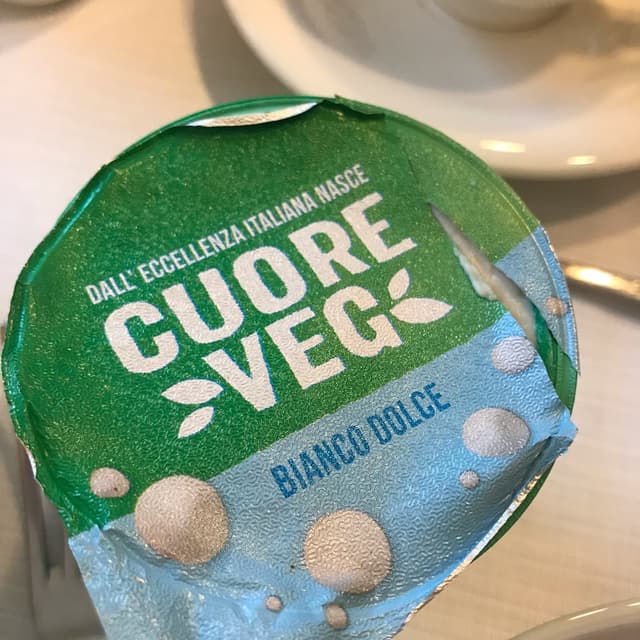 DALL' ECCELLENZA ITALIANA NASCE
CUORE
VEG
BIANCO DOLCE